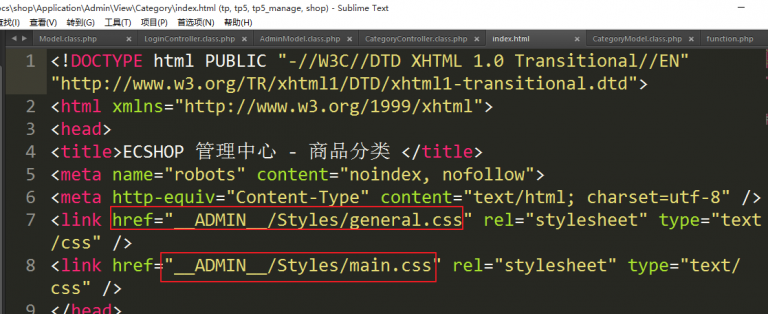 ocs\shop\Application\Admin\View\Category\index.html (tp, tp5, tp5_manage, shop) - Sublime Text
找(I) 查看(V) 转到(G) 工具(T) 项目(P) 首选项(N) 帮助(H)
Model.class.php LoginController.class.php AdminModel.class.php CategoryController.class.php index.html CategoryModel.class.php function.php
1 <!DOCTYPE html PUBLIC "-//W3C//DTD XHTML 1.0 Transitional//EN"
"http://www.w3.org/TR/xhtml1/DTD/xhtml1-transitional.dtd">
2 <html xmlns="http://www.w3.org/1999/xhtml">
3 <head>
4 <title>ECSHOP 管理中心 - 商品分类 </title>
5 <meta name="robots" content="noindex, nofollow">
6 <meta http-equiv="Content-Type" content="text/html; charset=utf-8" />
7 <link href="__ADMIN__/Styles/general.css" rel="stylesheet" type="text
/css" />
8 <link href="__ADMIN__/Styles/main.css" rel="stylesheet" type="text/
css" />
9 </head>